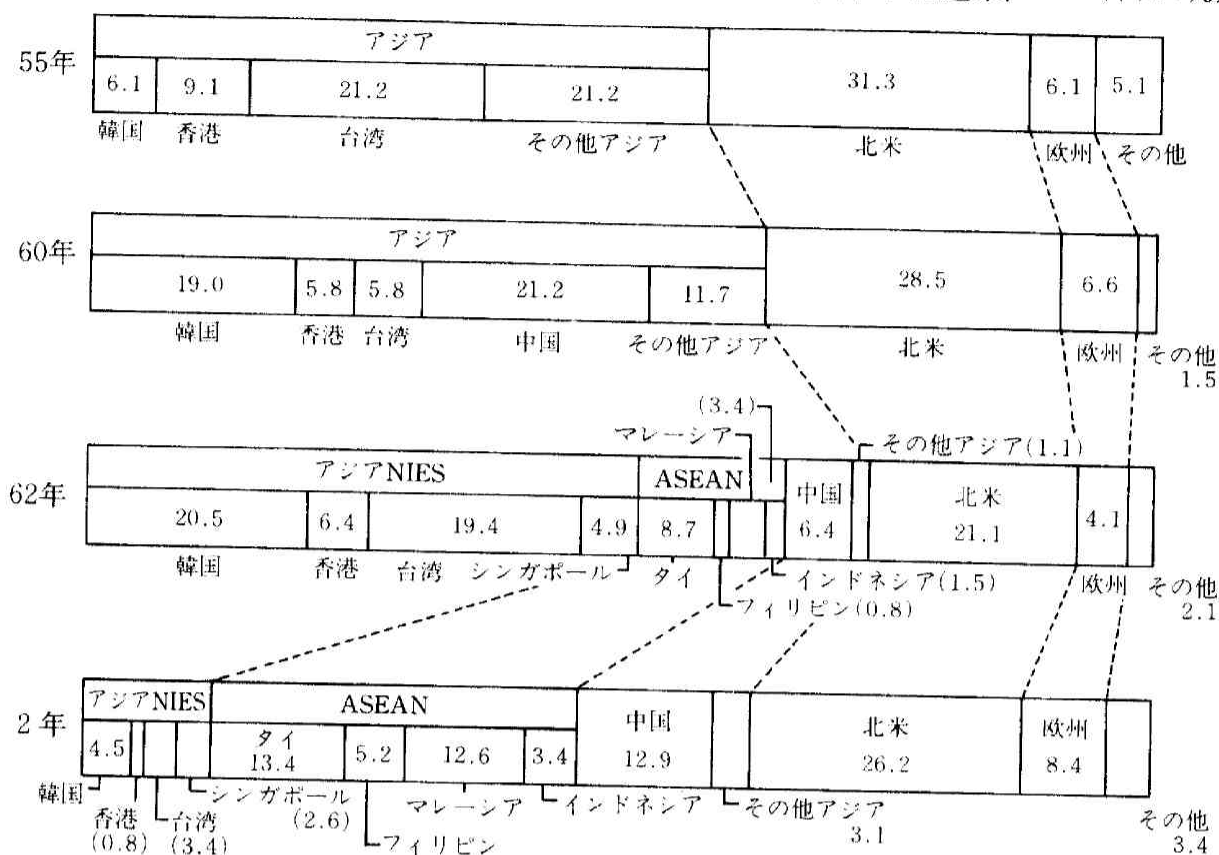 55年
アジア
6.1 9.1 21.2 21.2 31.3 6.1 5.1
韓国 香港 台湾 その他アジア 北米 欧州 その他
60年
アジア
19.0 5.8 5.8 21.2 11.7 28.5 6.6
韓国 香港 台湾 中国 その他アジア 北米 欧州 その他
1.5
(3.4)
マレーシア
その他アジア(1.1)
62年
アジアNIES ASEAN 中国 北米
20.5 6.4 19.4 4.9 8.7 6.4 21.1 4.1
韓国 香港 台湾 シンガポール タイ インドネシア(1.5) 欧州 その他
フィリピン(0.8) 2.1
2年
アジアNIES ASEAN 中国 北米 欧州
4.5 タイ 13.4 5.2 12.6 3.4 12.9 26.2 8.4
韓国 シンガポール マレーシア インドネシア その他アジア その他
香港 台湾 (2.6) フィリピン 3.1 3.4
(0.8) (3.4)